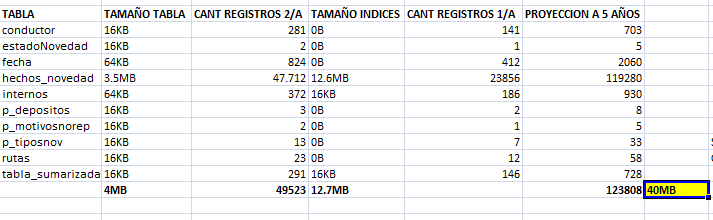 TABLA TAMAÑO TABLA CANT REGISTROS 2/A TAMAÑO INDICES CANT REGISTROS 1/A PROYECCION A 5 AÑOS
conductor 16KB 281 0B 141 703
estadoNovedad 16KB 2 0B 1 5
fecha 64KB 824 0B 412 2060
hechos_novedad 3.5MB 47.712 12.6MB 23856 119280
internos 64KB 372 16KB 186 930
p_depositos 16KB 3 0B 2 8
p_motivosnorep 16KB 2 0B 1 5
p_tiposnov 16KB 13 0B 7 33
rutas 16KB 23 0B 12 58
tabla_sumarizada 16KB 291 16KB 146 728
4MB 49523 12.7MB 123808 40MB